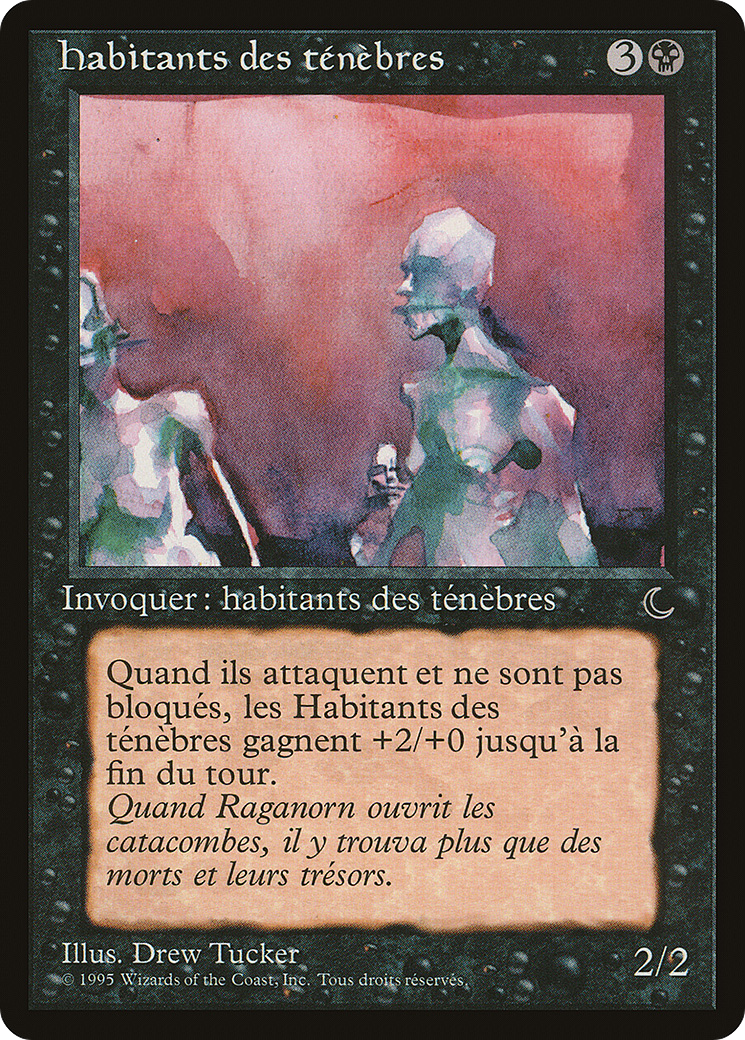 habitants des ténèbres 3
Invoquer : habitants des ténèbres
Quand ils attaquent et ne sont pas
bloqués, les Habitants des
ténèbres gagnent +2/+0 jusqu'à la
fin du tour.
Quand Raganorn ouvrit les
catacombes, il y trouva plus que des
morts et leurs trésors.
Illus. Drew Tucker
2/2
© 1995 Wizards of the Coast, Inc. Tous droits réservés.